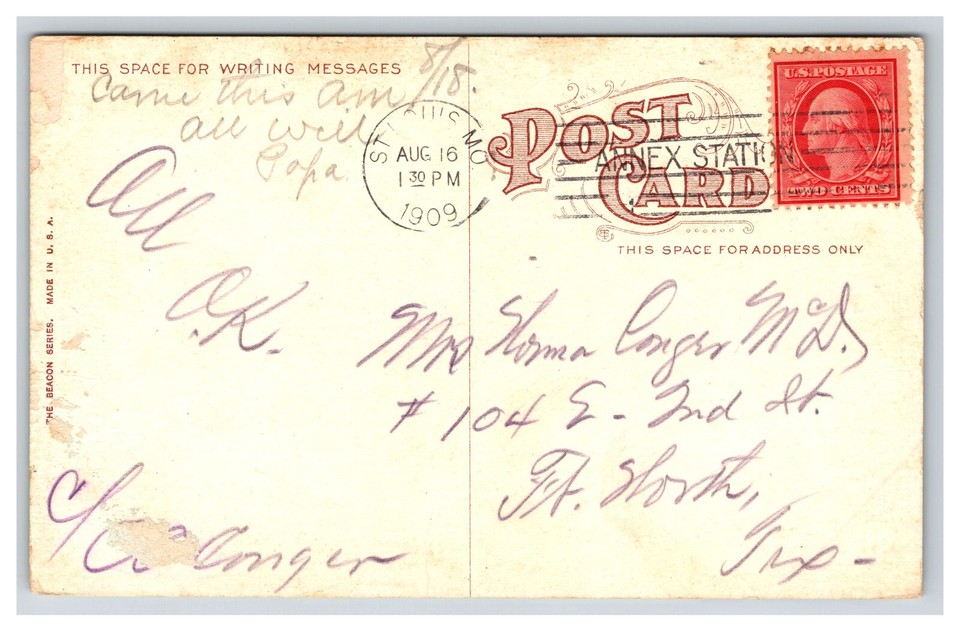 THIS SPACE FOR WRITING MESSAGES
8/18.
Came this am
all well
Papa
All
O.K.
Conger
THE BEACON SERIES. MADE IN U. S. A.
ST LOUIS MO
AUG 16
1 30 PM
1909
ANNEX STATION
POST
CARD
U.S. POSTAGE
TWO CENTS
THIS SPACE FOR ADDRESS ONLY
Mrs Norma Conger M.D.
# 104 E - 2nd St.
Ft. Worth,
Tex-